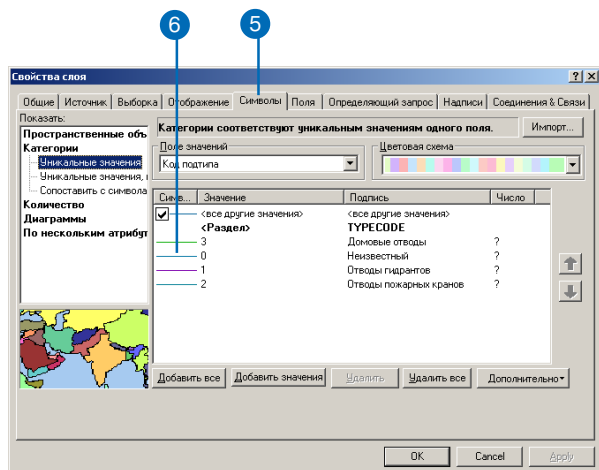 6 5
Свойства слоя
Общие Источник Выборка Отображение Символы Поля Определяющий запрос Надписи Соединения & Связи
Показать:
Пространственные объ
Категории
Уникальные значения
Уникальные значения,
Сопоставить с символа
Количество
Диаграммы
По нескольким атрибут
Категории соответствуют уникальным значениям одного поля.
Импорт...
Поле значений
Код подтипа
Цветовая схема
Симв... Значение Подпись Число
<все другие значения> <все другие значения>
<Раздел> TYPECODE
3 Домовые отводы ?
0 Неизвестный ?
1 Отводы гидрантов ?
2 Отводы пожарных кранов ?
Добавить все Добавить значения Удалить Удалить все Дополнительно
OK Cancel Apply